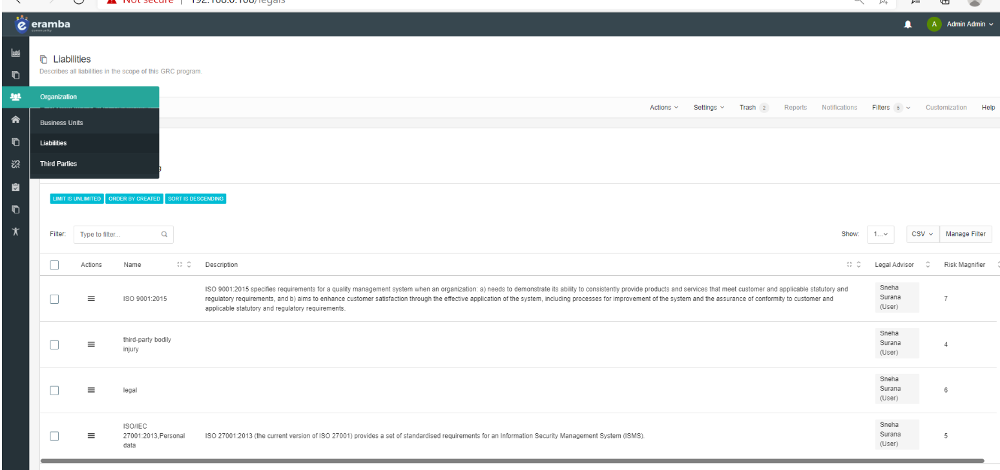 Not secure | 192.168.0.108/legals
eramba
community
A Admin Admin
Liabilities
Describes all liabilities in the scope of this GRC program.
Organization
Business Units
Liabilities
Third Parties
Actions Settings Trash 2 Reports Notifications Filters 5 Customization Help
LIMIT IS UNLIMITED ORDER BY CREATED SORT IS DESCENDING
Filter: Type to filter... Show: 1... CSV Manage Filter
Actions Name Description Legal Advisor Risk Magnifier
ISO 9001:2015
ISO 9001:2015 specifies requirements for a quality management system when an organization: a) needs to demonstrate its ability to consistently provide products and services that meet customer and applicable statutory and
regulatory requirements, and b) aims to enhance customer satisfaction through the effective application of the system, including processes for improvement of the system and the assurance of conformity to customer and
applicable statutory and regulatory requirements.
Sneha
Surana
(User)
7
third-party bodily
injury
Sneha
Surana
(User)
4
legal
Sneha
Surana
(User)
6
ISO/IEC
27001:2013,Personal
data
ISO 27001:2013 (the current version of ISO 27001) provides a set of standardised requirements for an Information Security Management System (ISMS).
Sneha
Surana
(User)
5